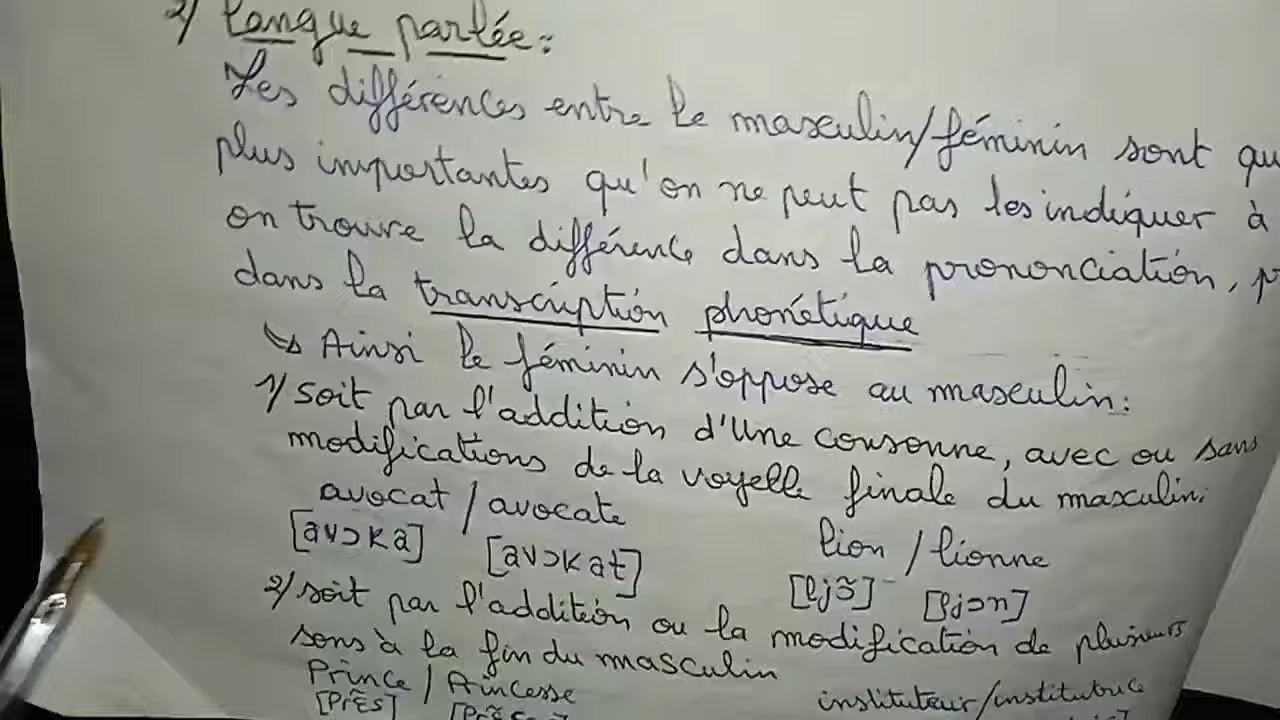 2/ Langue parlée:
Les différences entre le masculin/féminin sont qu
plus importantes qu'on ne peut pas les indiquer à
on trouve la différence dans la prononciation, p
dans la transcription phonétique
↳ Ainsi le féminin s'oppose au masculin:
1/ soit par l'addition d'une consonne, avec ou sans
modifications de la voyelle finale du masculin.
avocat / avocate lion / lionne
[avɔka] [avɔkat] [ljɔ̃] [ljɔn]
2/ soit par l'addition ou la modification de plusieurs
sons à la fin du masculin
Prince / Princesse instituteur/institutrice
[Prɛ̃s]